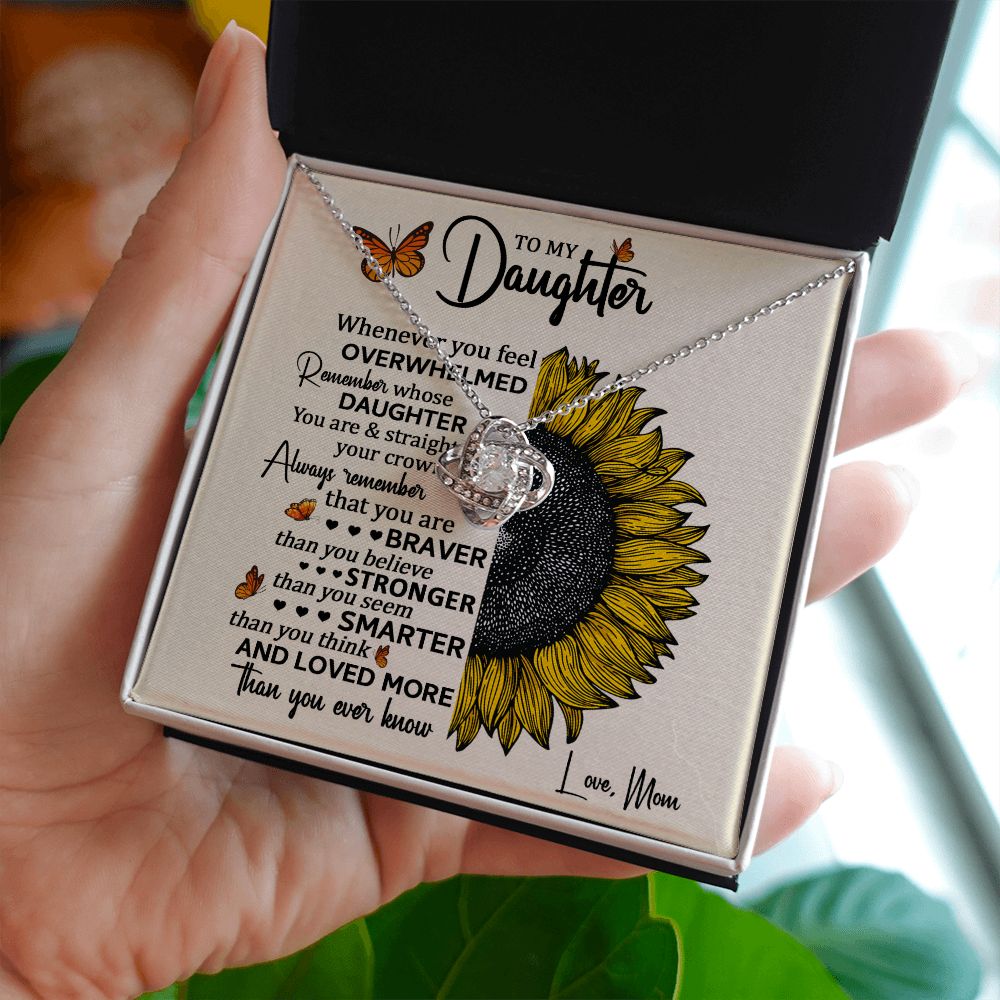 TO MY
Daughter
Whenever you feel
OVERWHELMED
Remember whose
DAUGHTER
You are & straight
your crown
Always remember
that you are
BRAVER
than you believe
STRONGER
than you seem
SMARTER
than you think
AND LOVED MORE
than you ever know
Love, Mom